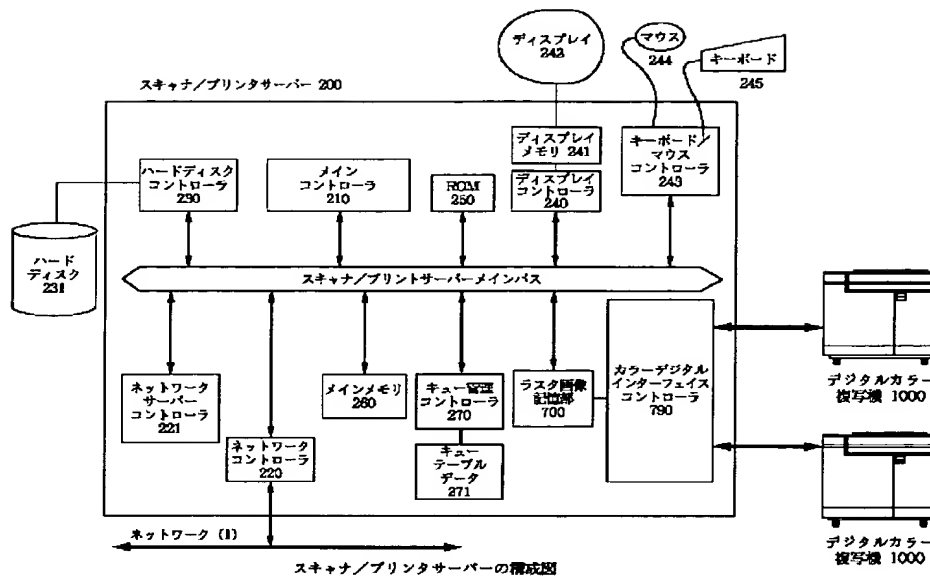 ディスプレイ
242
マウス
244
キーボード
245
スキャナ／プリンタサーバー 200
ハードディスク
コントローラ
230
メイン
コントローラ
210
ROM
250
ディスプレイ
メモリ 241
ディスプレイ
コントローラ
240
キーボード／
マウス
コントローラ
243
ハード
ディスク
231
スキャナ／プリントサーバーメインバス
ネットワーク
サーバー
コントローラ
221
ネットワーク
コントローラ
220
メインメモリ
260
キュー管理
コントローラ
270
キュー
テーブル
データ
271
ラスタ画像
記憶部
700
カラーデジタル
インターフェイス
コントローラ
790
デジタルカラー
複写機 1000
デジタルカラー
複写機 1000
ネットワーク (1)
スキャナ／プリンタサーバーの構成図